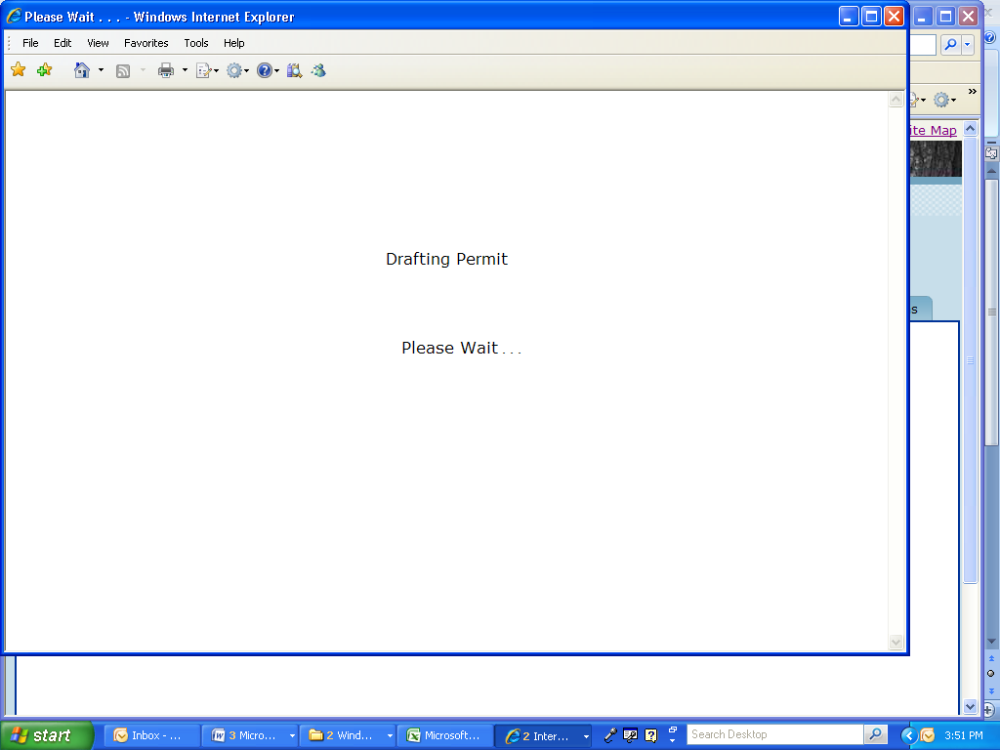 Please Wait . . . - Windows Internet Explorer
File Edit View Favorites Tools Help
ite Map
Drafting Permit
s
Please Wait . . .
start
Inbox - ...
3 Micro...
2 Wind...
Microsoft...
2 Inter...
Search Desktop
3:51 PM